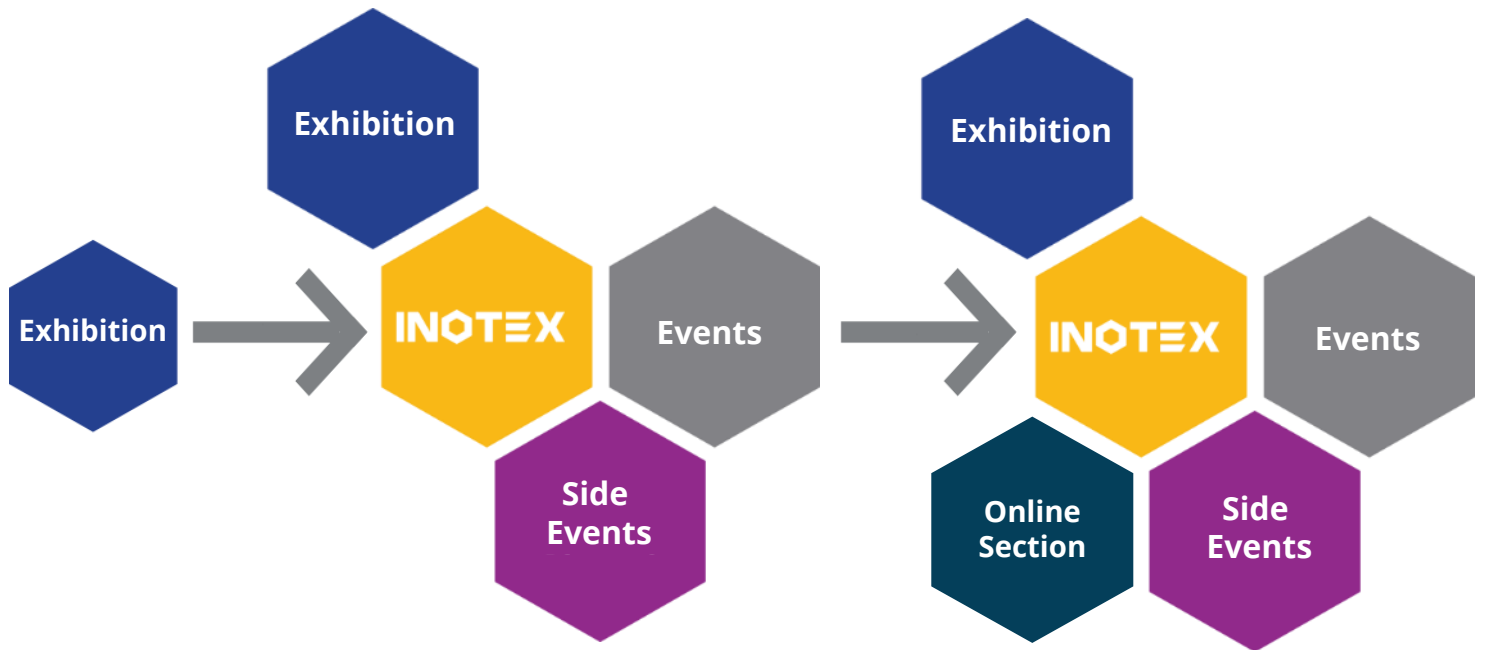 Exhibition
Exhibition
INOTEX
Events
Side
Events
Exhibition
INOTEX
Events
Online
Section
Side
Events